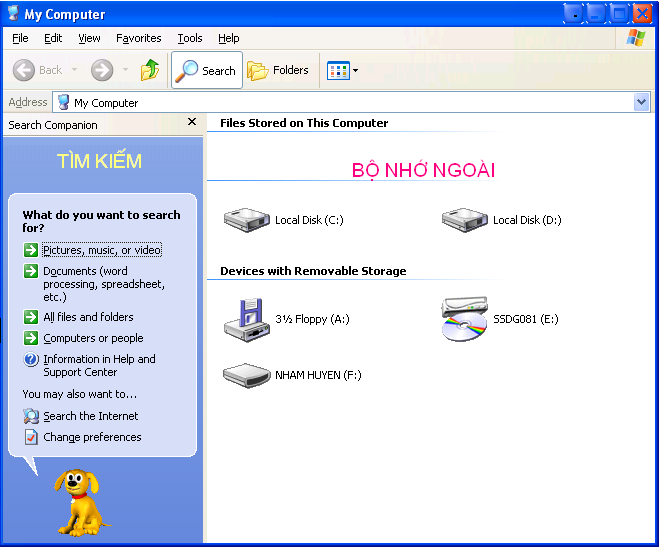 My Computer
File Edit View Favorites Tools Help
Back Search Folders
Address My Computer
Search Companion
TÌM KIẾM
What do you want to search
for?
Pictures, music, or video
Documents (word
processing, spreadsheet,
etc.)
All files and folders
Computers or people
Information in Help and
Support Center
You may also want to...
Search the Internet
Change preferences
Files Stored on This Computer
BỘ NHỚ NGOÀI
Local Disk (C:) Local Disk (D:)
Devices with Removable Storage
3½ Floppy (A:) SSDG081 (E:)
NHAM HUYEN (F:)